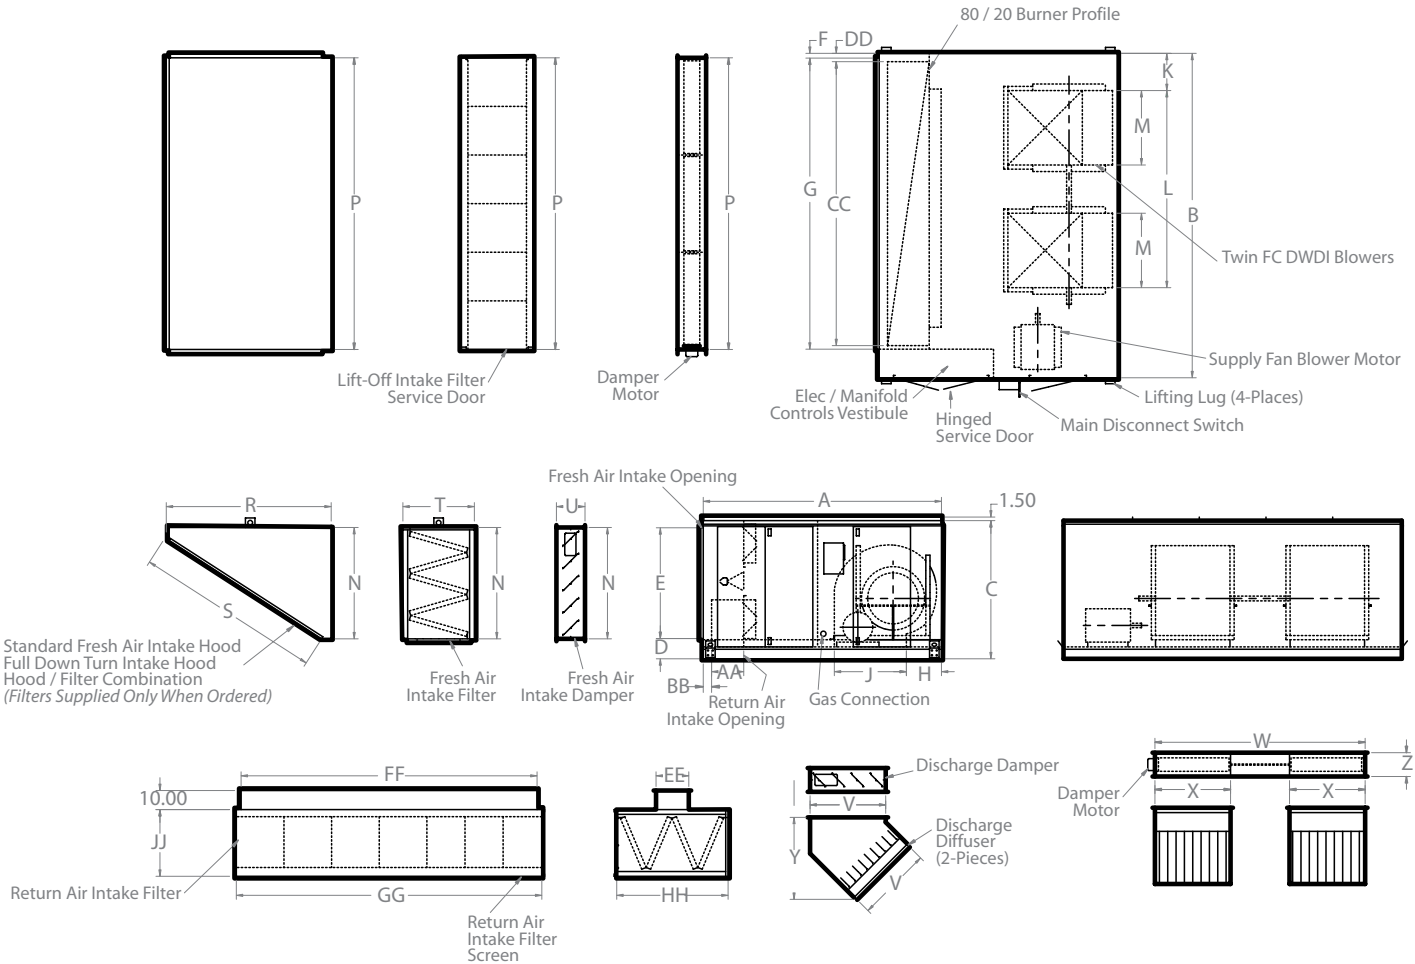 80 / 20 Burner Profile
F
DD
K
M
G
CC
L
B
M
P
P
P
Twin FC DWDI Blowers
Supply Fan Blower Motor
Lift-Off Intake Filter
Service Door
Damper
Motor
Elec / Manifold
Controls Vestibule
Hinged
Service Door
Lifting Lug (4-Places)
Main Disconnect Switch
Fresh Air Intake Opening
R
T
U
A
1.50
N
N
N
E
C
S
D
BB
AA
J
H
Standard Fresh Air Intake Hood
Full Down Turn Intake Hood
Hood / Filter Combination
(Filters Supplied Only When Ordered)
Fresh Air
Intake Filter
Fresh Air
Intake Damper
Return Air
Intake Opening
Gas Connection
FF
10.00
JJ
GG
Return Air Intake Filter
Return Air
Intake Filter
Screen
EE
HH
Discharge Damper
V
Y
V
Discharge
Diffuser
(2-Pieces)
W
Z
X
X
Damper
Motor